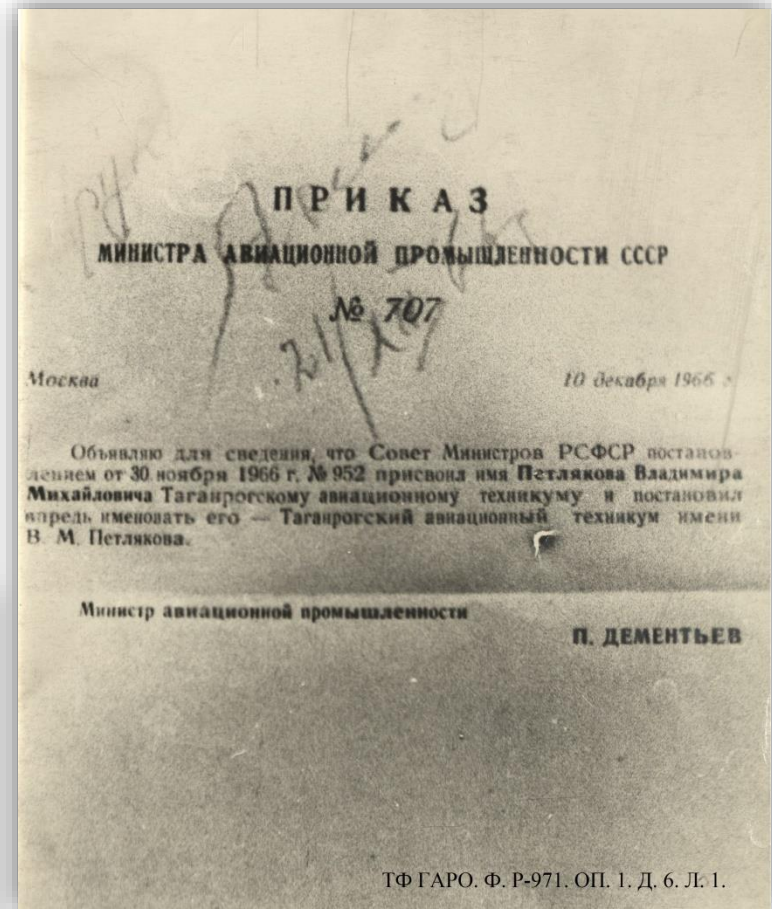 ПРИКАЗ
МИНИСТРА АВИАЦИОННОЙ ПРОМЫШЛЕННОСТИ СССР
№ 707
Москва 10 декабря 1966 г.
Объявляю для сведения, что Совет Министров РСФСР постанов-
лением от 30 ноября 1966 г. № 952 присвоил имя Петлякова Владимира
Михайловича Таганрогскому авиационному техникуму и постановил
впредь именовать его — Таганрогский авиационный техникум имени
В. М. Петлякова.
Министр авиационной промышленности
П. ДЕМЕНТЬЕВ
ТФ ГАРО. Ф. Р-971. ОП. 1. Д. 6. Л. 1.